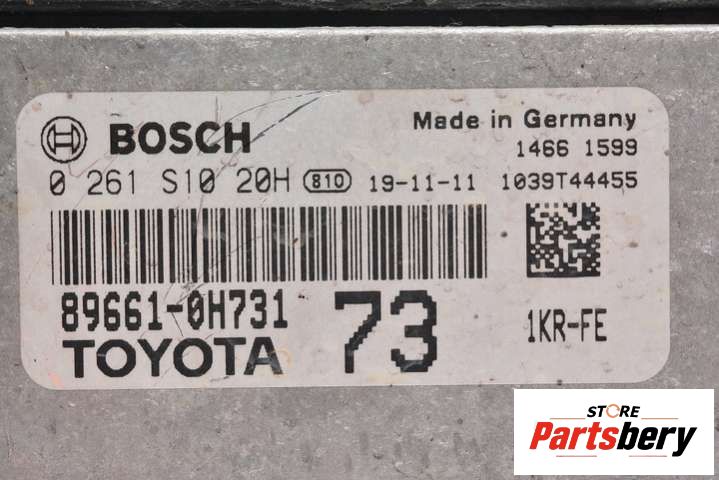 BOSCH
Made in Germany
1466 1599
0 261 S10 20H 810 19-11-11 1039T44455
89661-0H731 73 1KR-FE
TOYOTA
STORE
Partsbery